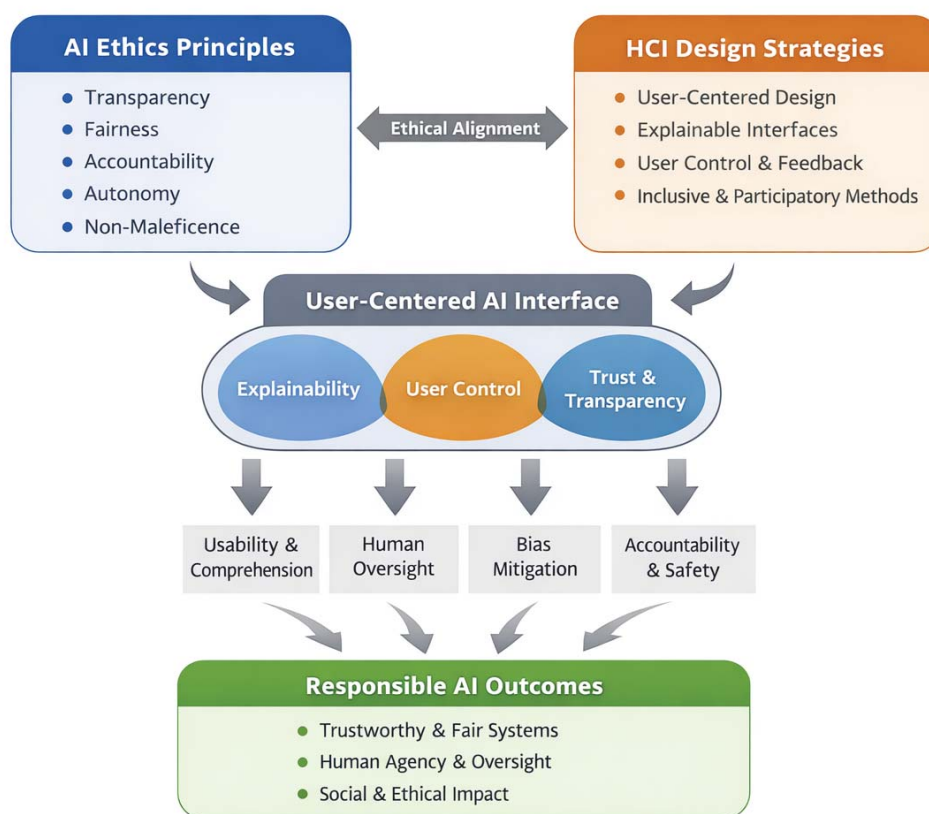 AI Ethics Principles
• Transparency
• Fairness
• Accountability
• Autonomy
• Non-Maleficence
Ethical Alignment
HCI Design Strategies
• User-Centered Design
• Explainable Interfaces
• User Control & Feedback
• Inclusive & Participatory Methods
User-Centered AI Interface
Explainability
User Control
Trust &
Transparency
Usability &
Comprehension
Human
Oversight
Bias
Mitigation
Accountability
& Safety
Responsible AI Outcomes
• Trustworthy & Fair Systems
• Human Agency & Oversight
• Social & Ethical Impact